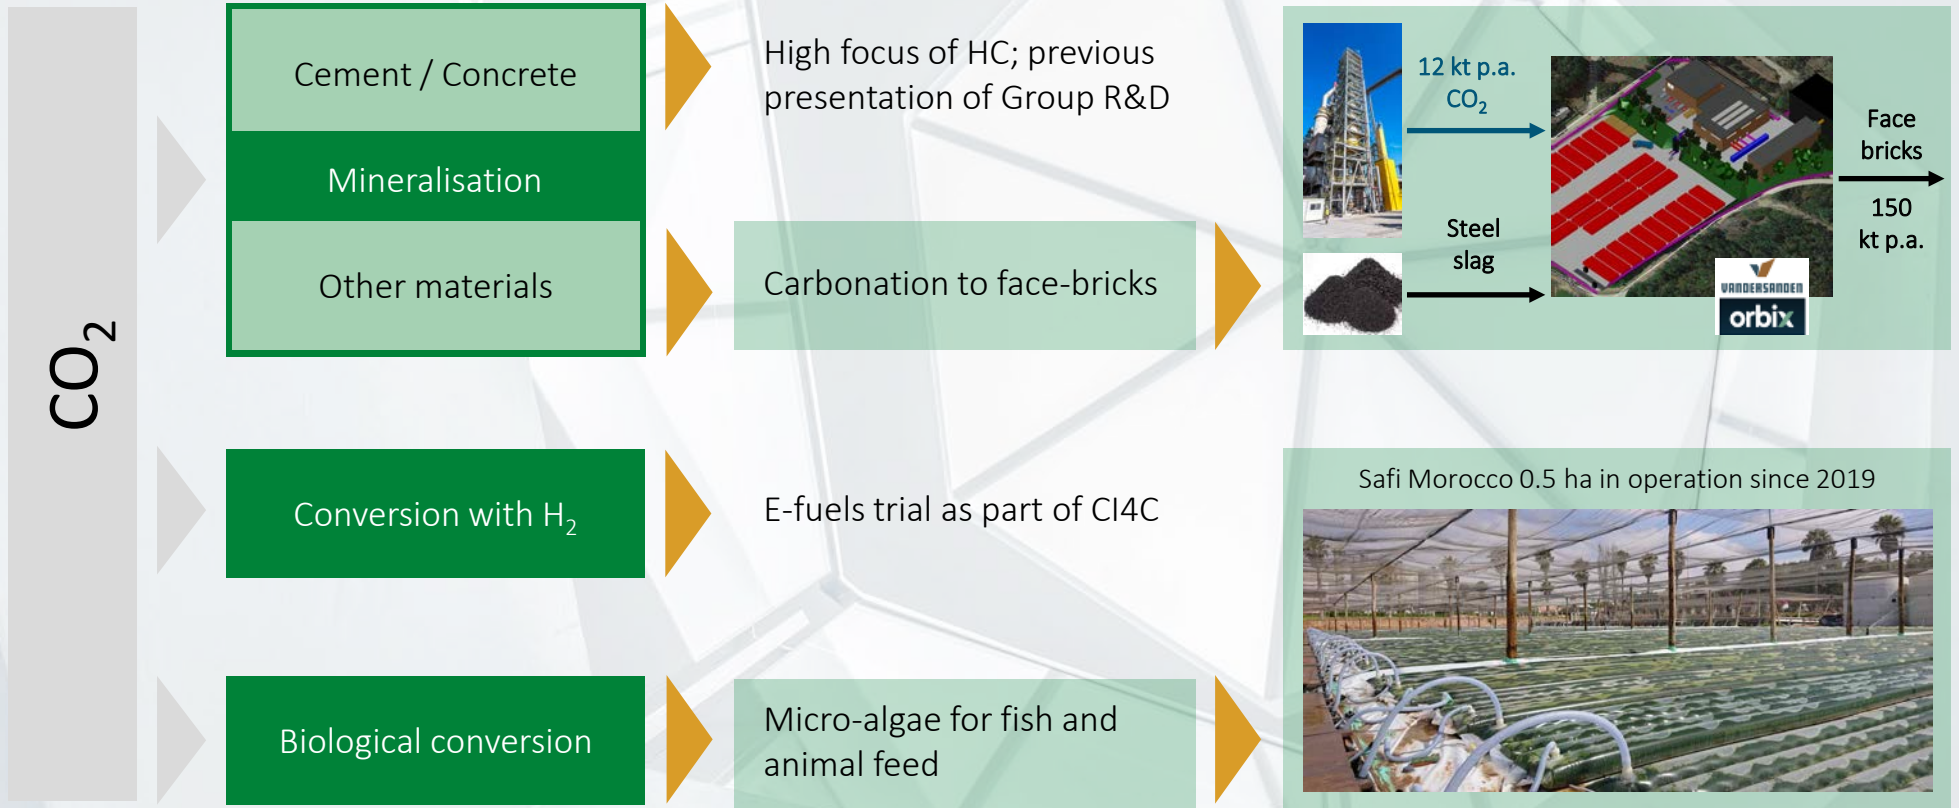 CO₂
Cement / Concrete
Mineralisation
Other materials
High focus of HC; previous
presentation of Group R&D
Carbonation to face-bricks
12 kt p.a.
CO₂
Steel
slag
VANDERSANDEN
orbix
Face
bricks
150
kt p.a.
Conversion with H₂
E-fuels trial as part of CI4C
Biological conversion
Micro-algae for fish and
animal feed
Safi Morocco 0.5 ha in operation since 2019